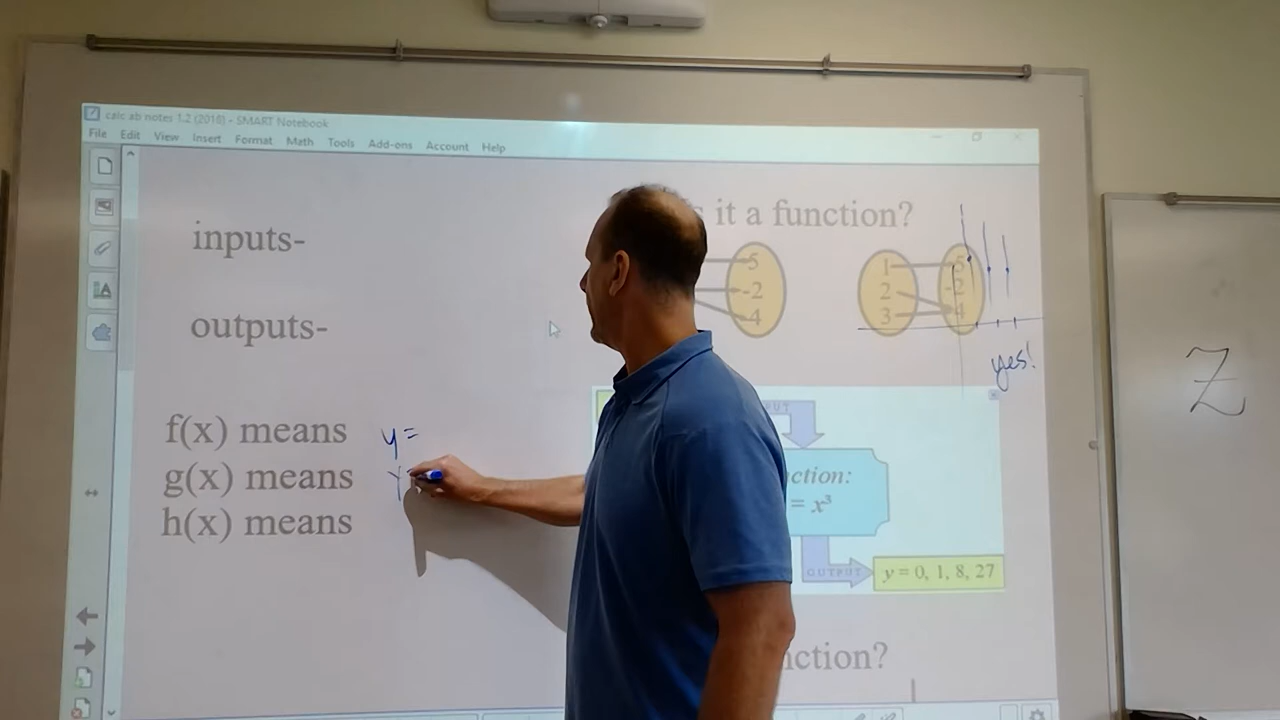 calc ab notes 1.2 (2016) - SMART Notebook
File Edit View Insert Format Math Tools Add-ons Account Help
it a function?
inputs-
5
-2
4
1
2
3
5
-2
4
outputs-
yes!
Z
f(x) means y =
g(x) means y
h(x) means
= x³
OUTPUT
y = 0, 1, 8, 27